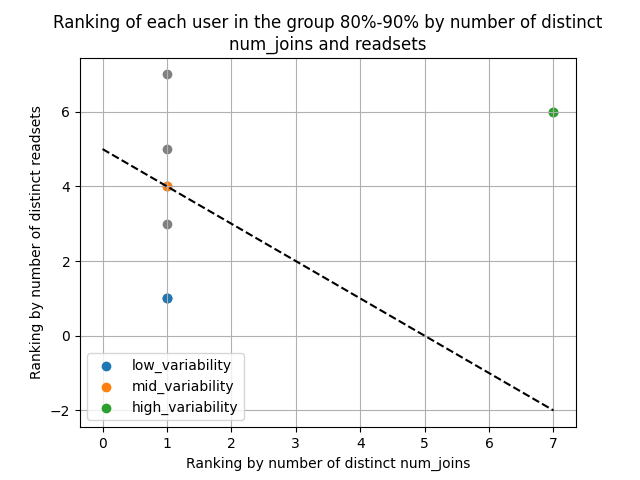 Ranking of each user in the group 80%-90% by number of distinct
num_joins and readsets
Ranking by number of distinct readsets
6
4
2
0
−2
low_variability
mid_variability
high_variability
0 1 2 3 4 5 6 7
Ranking by number of distinct num_joins